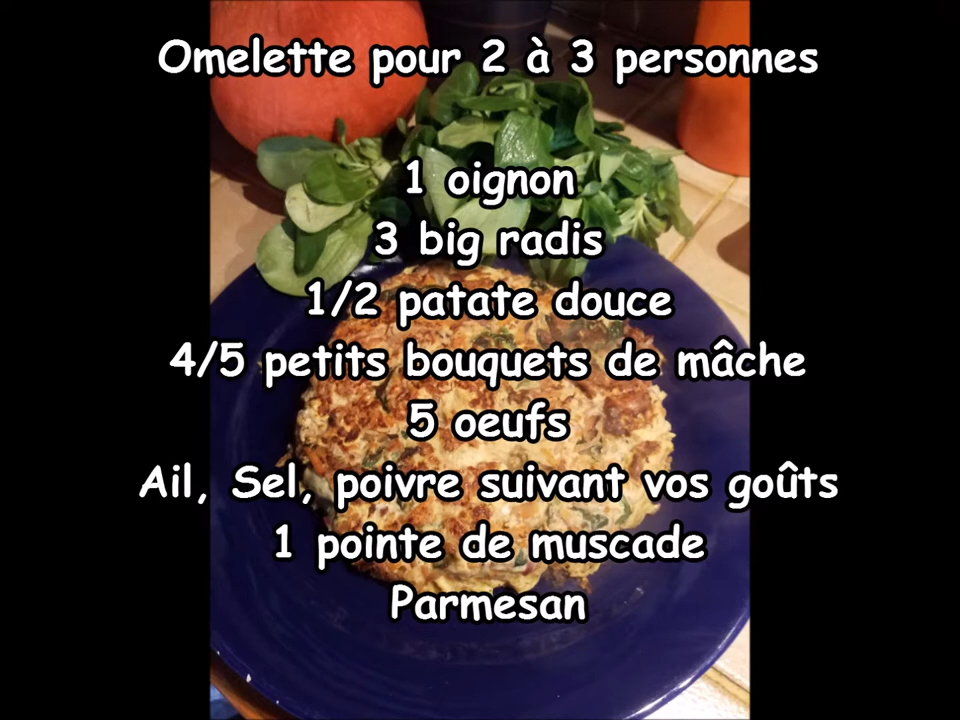 Omelette pour 2 à 3 personnes
1 oignon
3 big radis
1/2 patate douce
4/5 petits bouquets de mâche
5 oeufs
Ail, Sel, poivre suivant vos goûts
1 pointe de muscade
Parmesan